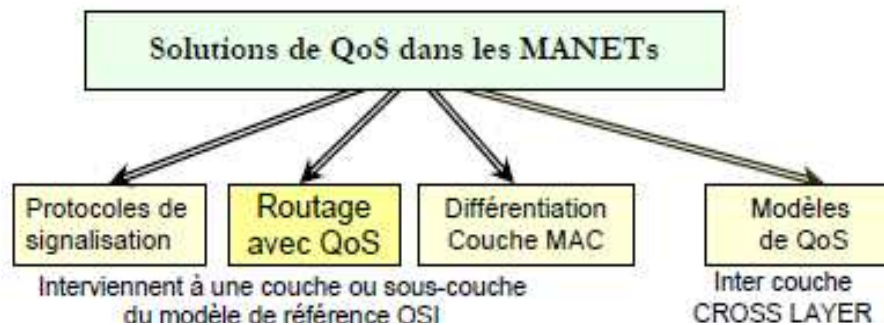 Solutions de QoS dans les MANETs
Protocoles de
signalisation
Routage
avec QoS
Différentiation
Couche MAC
Modèles
de QoS
Interviennent à une couche ou sous-couche
du modèle de référence OSI
Inter couche
CROSS LAYER